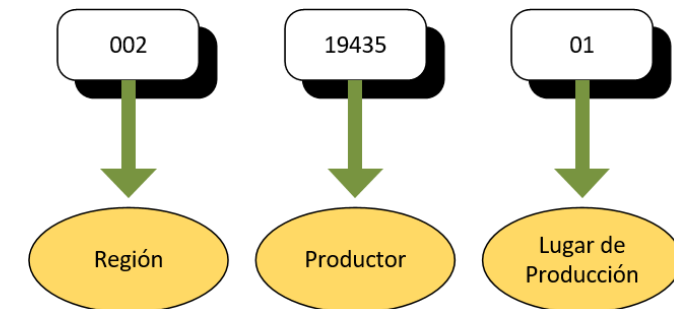 002
19435
01
Región
Productor
Lugar de
Producción